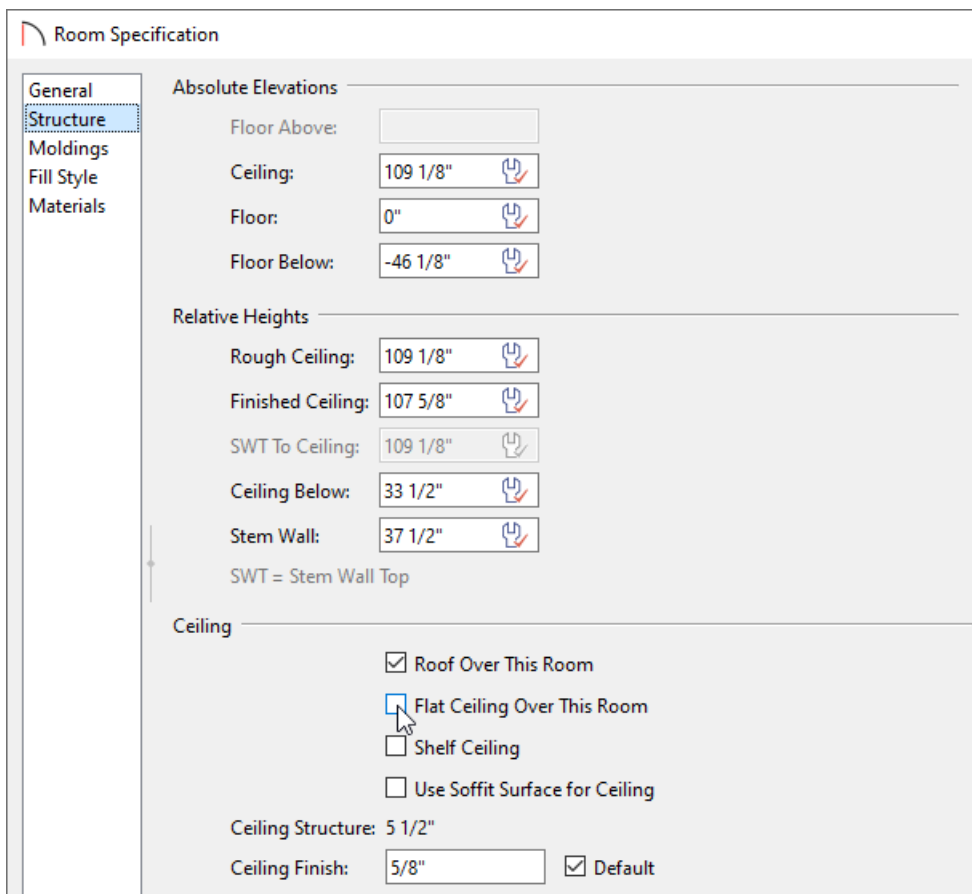 Room Specification
General
Structure
Moldings
Fill Style
Materials
Absolute Elevations
Floor Above:
Ceiling: 109 1/8"
Floor: 0"
Floor Below: -46 1/8"
Relative Heights
Rough Ceiling: 109 1/8"
Finished Ceiling: 107 5/8"
SWT To Ceiling: 109 1/8"
Ceiling Below: 33 1/2"
Stem Wall: 37 1/2"
SWT = Stem Wall Top
Ceiling
Roof Over This Room
Flat Ceiling Over This Room
Shelf Ceiling
Use Soffit Surface for Ceiling
Ceiling Structure: 5 1/2"
Ceiling Finish: 5/8" Default